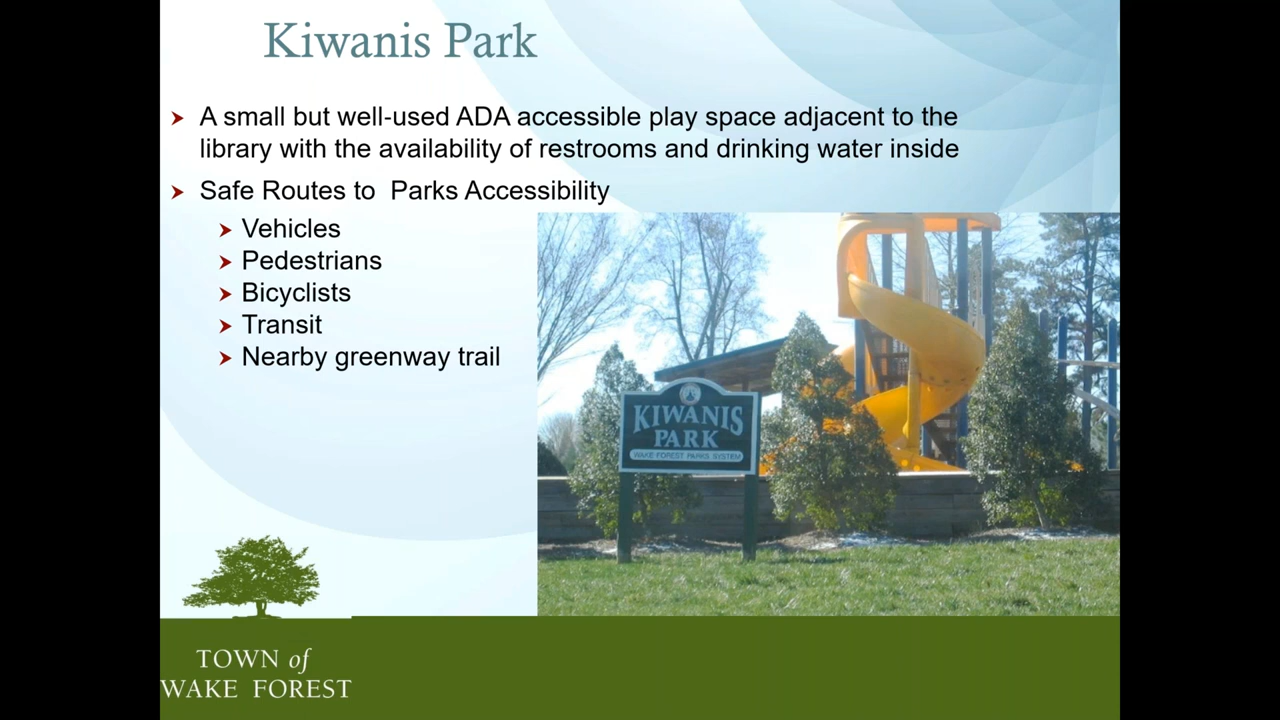 Kiwanis Park
A small but well-used ADA accessible play space adjacent to the
library with the availability of restrooms and drinking water inside
Safe Routes to  Parks Accessibility
Vehicles
Pedestrians
Bicyclists
Transit
Nearby greenway trail
KIWANIS
PARK
WAKE FOREST PARKS SYSTEM
TOWN of
WAKE FOREST